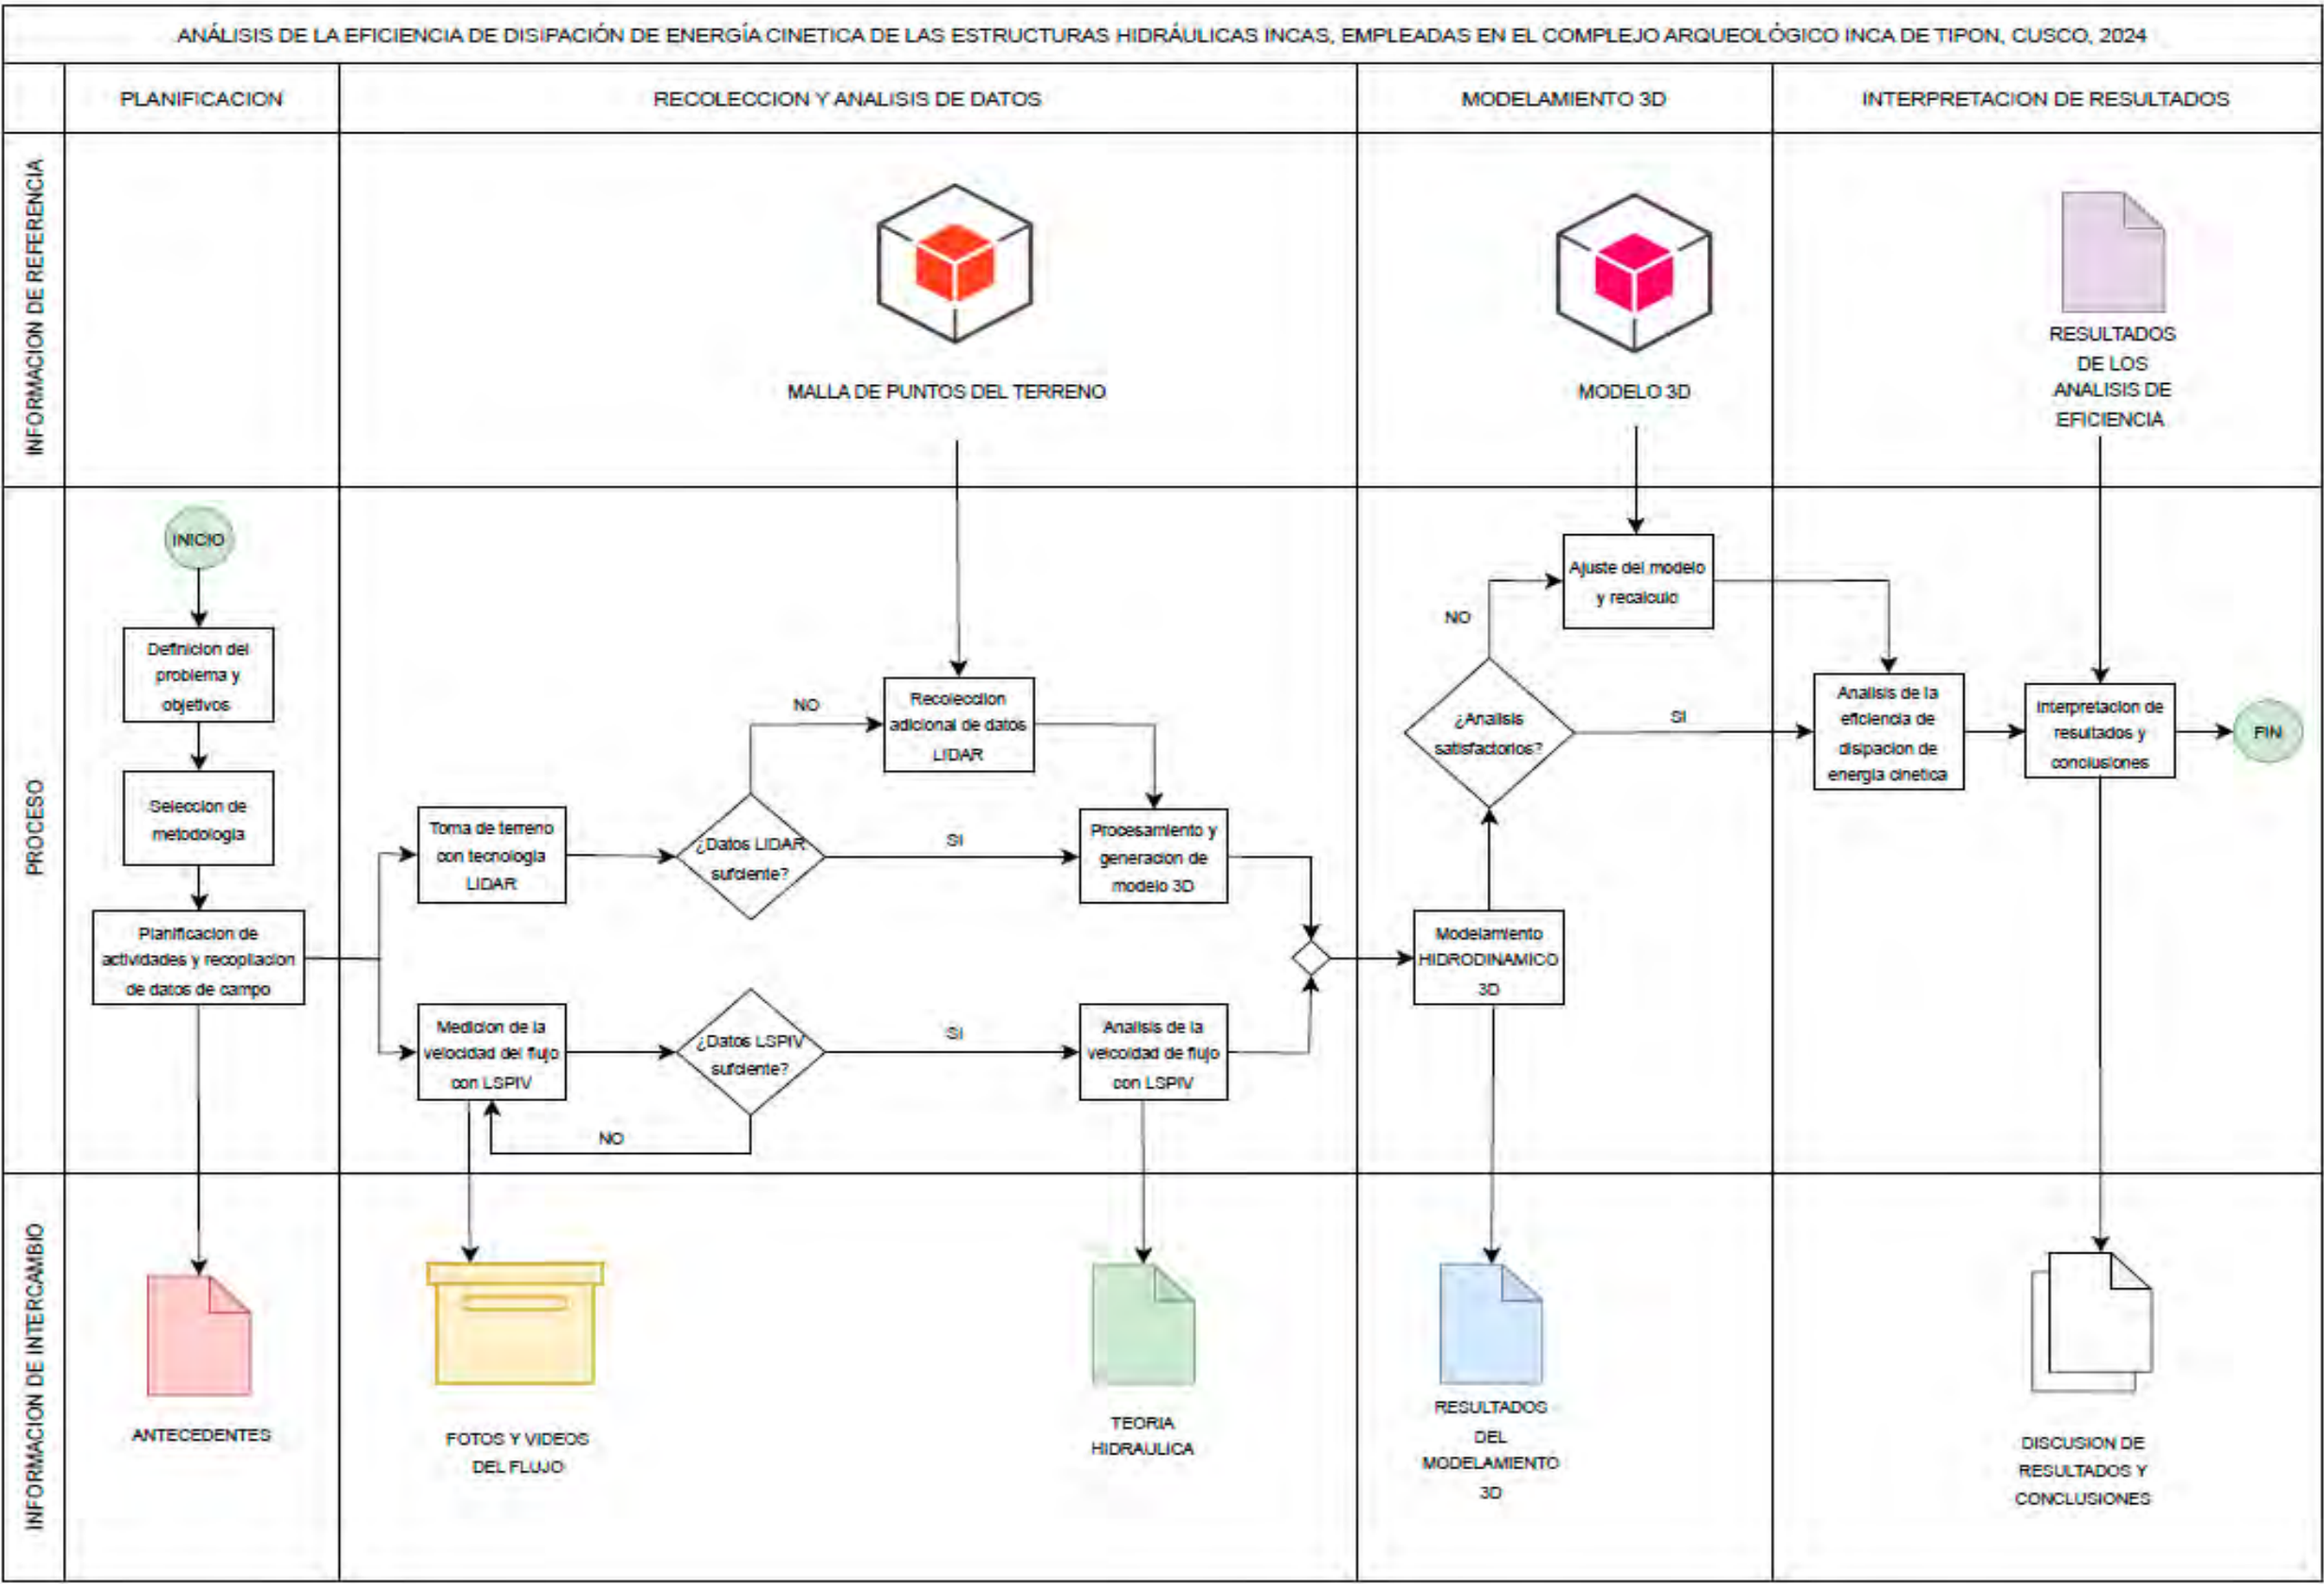 ANÁLISIS DE LA EFICIENCIA DE DISIPACIÓN DE ENERGÍA CINETICA DE LAS ESTRUCTURAS HIDRÁULICAS INCAS, EMPLEADAS EN EL COMPLEJO ARQUEOLÓGICO INCA DE TIPON, CUSCO, 2024
PLANIFICACION
RECOLECCION Y ANALISIS DE DATOS
MODELAMIENTO 3D
INTERPRETACION DE RESULTADOS
INFORMACION DE REFERENCIA
MALLA DE PUNTOS DEL TERRENO
MODELO 3D
RESULTADOS
DE LOS
ANALISIS DE
EFICIENCIA
PROCESO
INICIO
Definicion del
problema y
objetivos
Seleccion de
metodologia
Planificacion de
actividades y recopilacion
de datos de campo
Toma de terreno
con tecnologia
LIDAR
¿Datos LIDAR
sufciente?
NO
Recoleccion
adicional de datos
LIDAR
SI
Procesamiento y
generacion de
modelo 3D
Medicion de la
velocidad del flujo
con LSPIV
¿Datos LSPIV
sufciente?
NO
SI
Analisis de la
velcoidad de flujo
con LSPIV
Modelamiento
HIDRODINAMICO
3D
¿Analisis
satisfactorios?
NO
Ajuste del modelo
y recalculo
SI
Analisis de la
eficiencia de
disipacion de
energia cinetica
Interpretacion de
resultados y
conclusiones
FIN
INFORMACION DE INTERCAMBIO
ANTECEDENTES
FOTOS Y VIDEOS
DEL FLUJO
TEORIA
HIDRAULICA
RESULTADOS
DEL
MODELAMIENTO
3D
DISCUSION DE
RESULTADOS Y
CONCLUSIONES